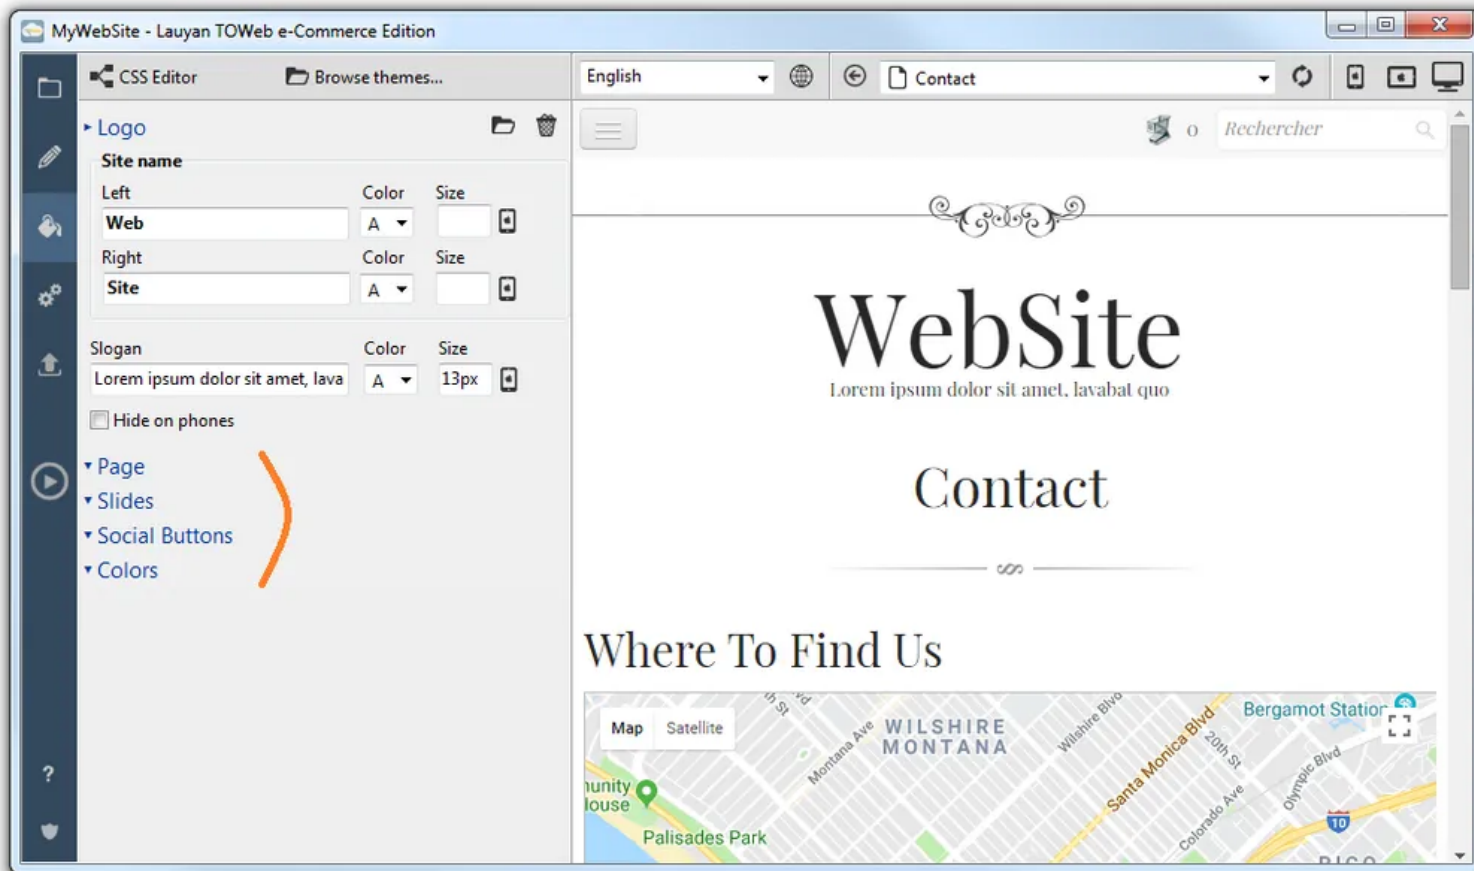 MyWebSite - Lauyan TOWeb e-Commerce Edition
CSS Editor
Browse themes...
English
Contact
Logo
0
Rechercher
Site name
Left
Color
Size
Web
A
Right
Color
Size
Site
A
Slogan
Color
Size
Lorem ipsum dolor sit amet, lava
A
13px
Hide on phones
Page
Slides
Social Buttons
Colors
?
WebSite
Lorem ipsum dolor sit amet, lavabat quo
Contact
Where To Find Us
Map
Satellite
th St
WILSHIRE
MONTANA
Montana Ave
Wilshire Blvd
Santa Monica Blvd
20th St
Bergamot Station
Olympic Blvd
Colorado Ave
10
Palisades Park